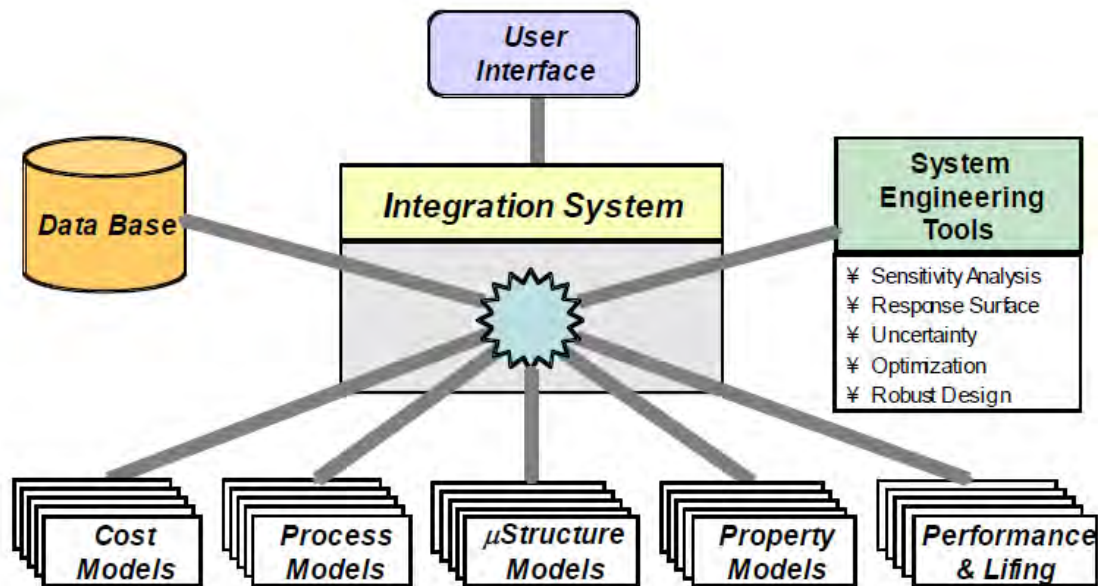 User
Interface
Data Base
Integration System
System
Engineering
Tools
¥ Sensitivity Analysis
¥ Response Surface
¥ Uncertainty
¥ Optimization
¥ Robust Design
Cost
Models
Process
Models
μStructure
Models
Property
Models
Performance
& Lifing